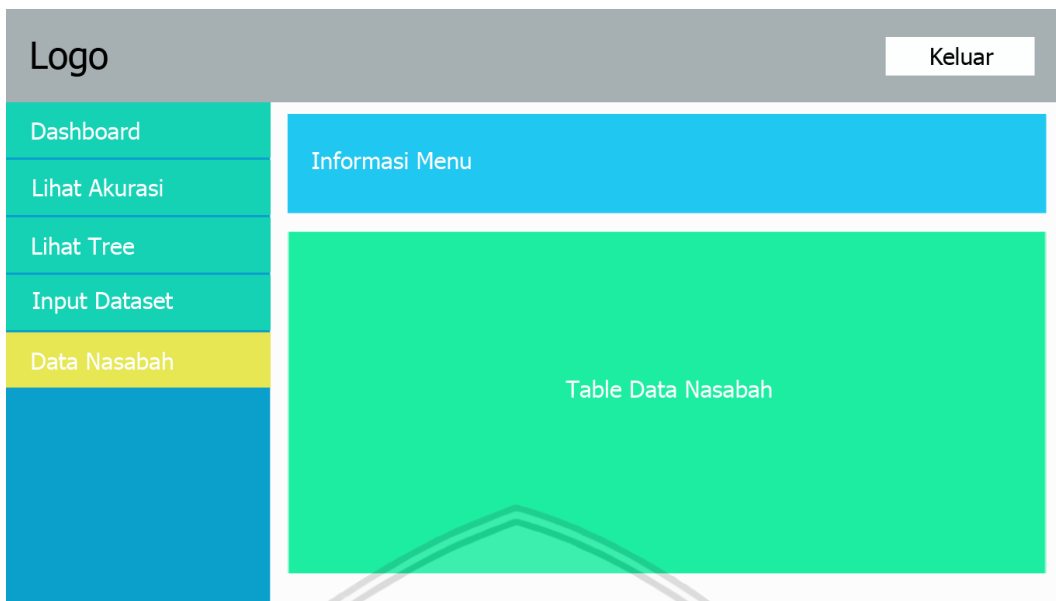 Logo
Keluar
Dashboard
Lihat Akurasi
Lihat Tree
Input Dataset
Data Nasabah
Informasi Menu
Table Data Nasabah